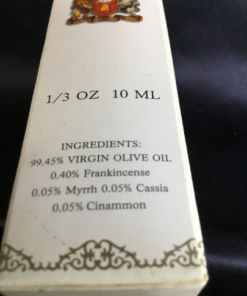 1/3 OZ 10 ML
INGREDIENTS:
99.45% VIRGIN OLIVE OIL
0.40% Frankincense
0.05% Myrrh 0.05% Cassia
0.05% Cinammon